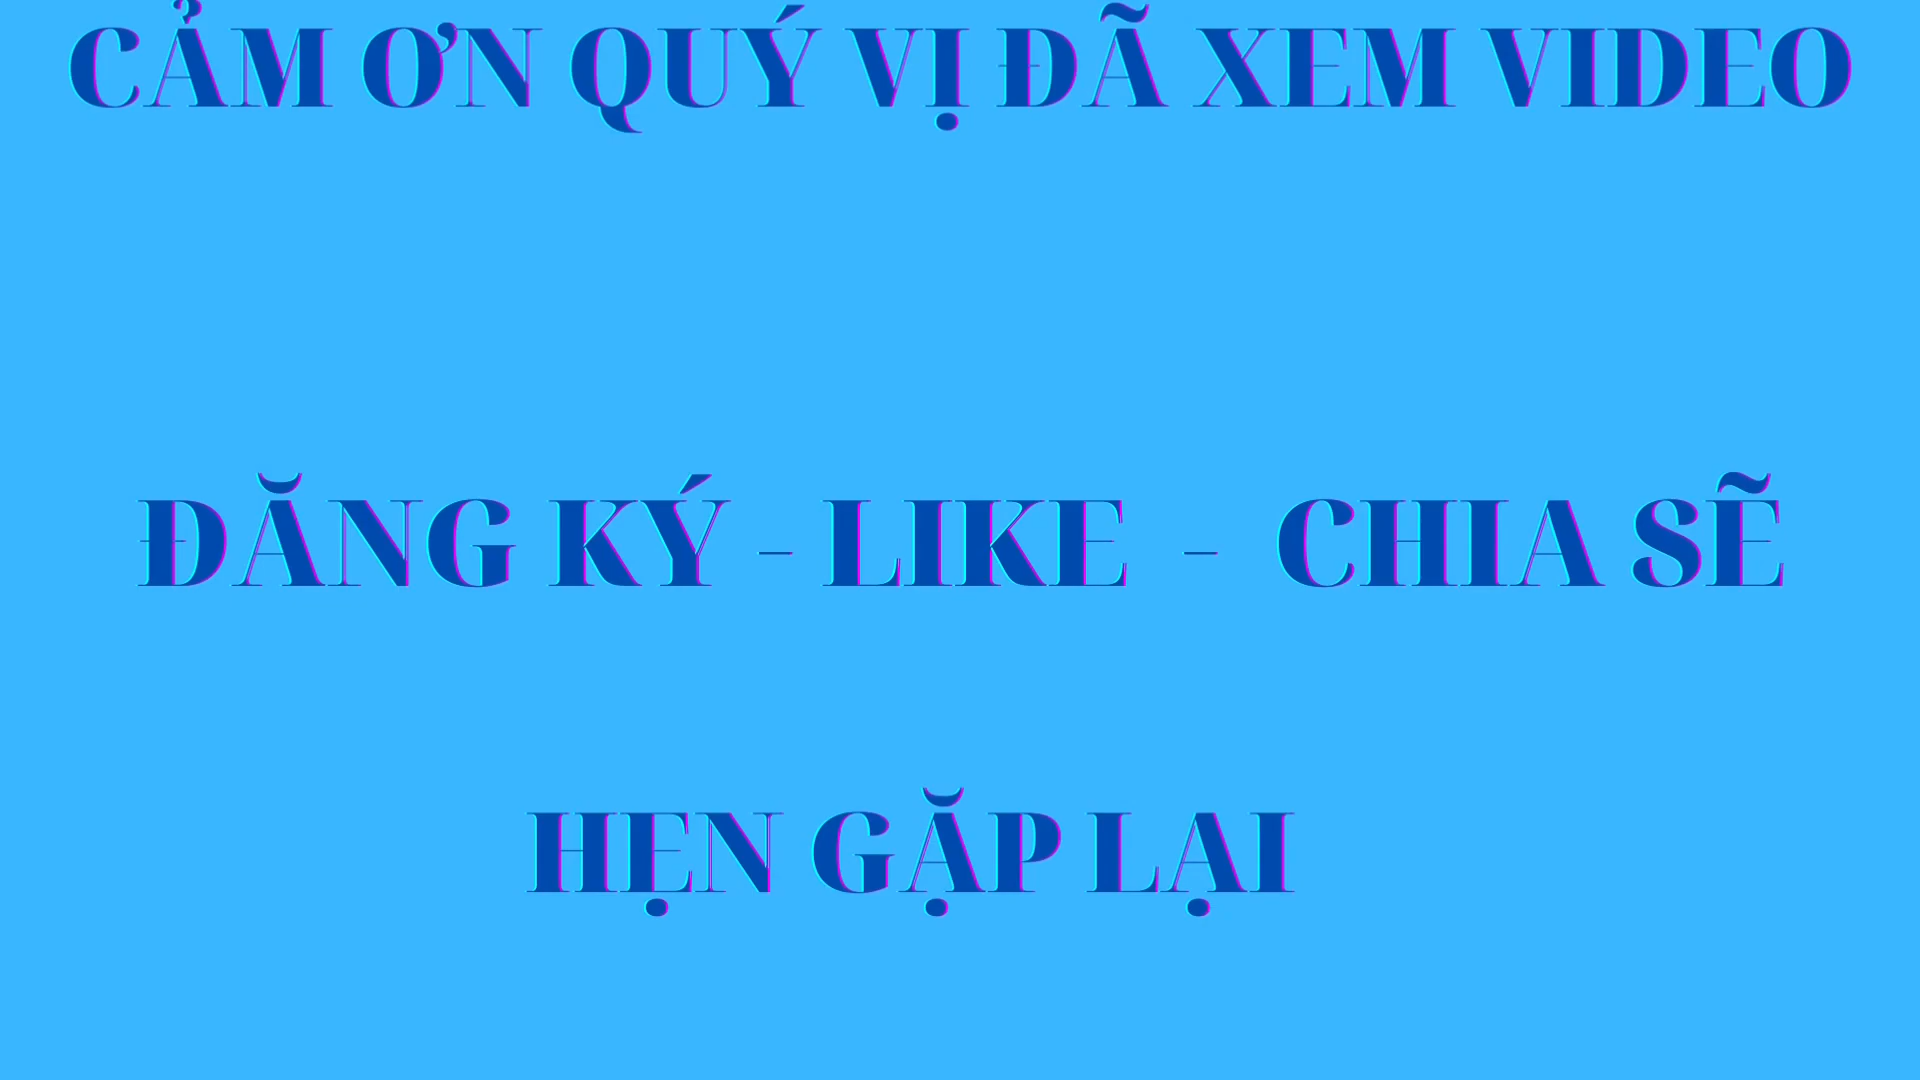 CẢM ƠN QUÝ VỊ ĐÃ XEM VIDEO
ĐĂNG KÝ - LIKE - CHIA SẼ
HẸN GẶP LẠI